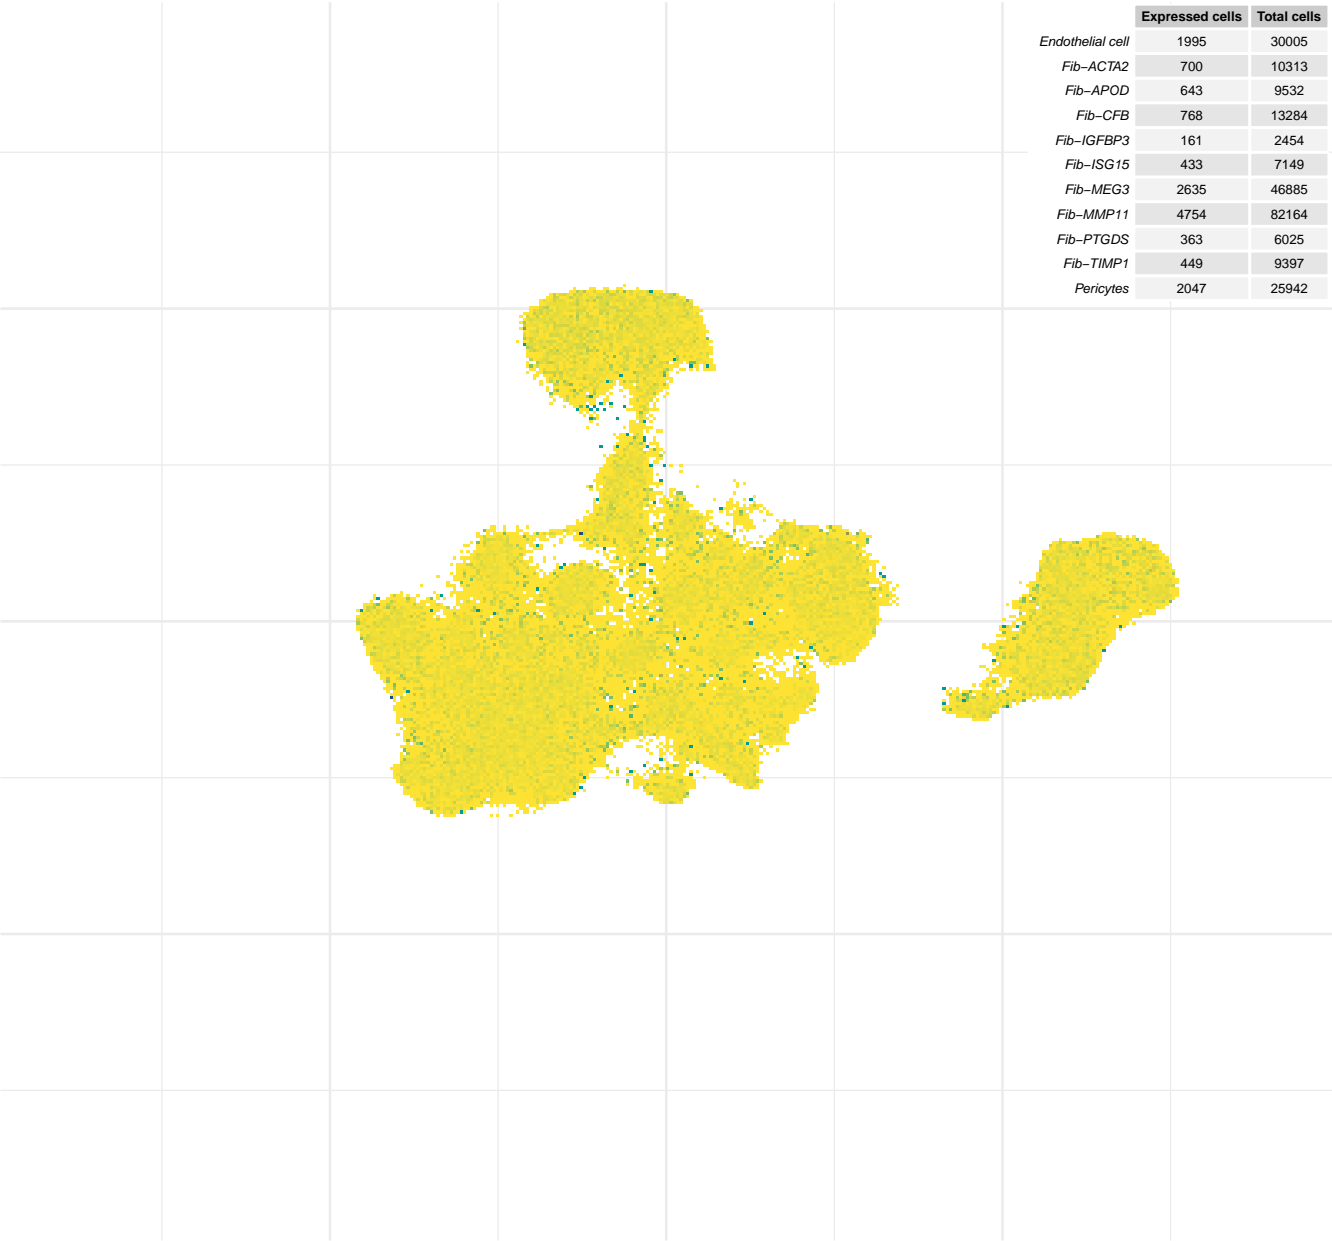 Expressed cells Total cells
Endothelial cell 1995 30005
Fib−ACTA2 700 10313
Fib−APOD 643 9532
Fib−CFB 768 13284
Fib−IGFBP3 161 2454
Fib−ISG15 433 7149
Fib−MEG3 2635 46885
Fib−MMP11 4754 82164
Fib−PTGDS 363 6025
Fib−TIMP1 449 9397
Pericytes 2047 25942